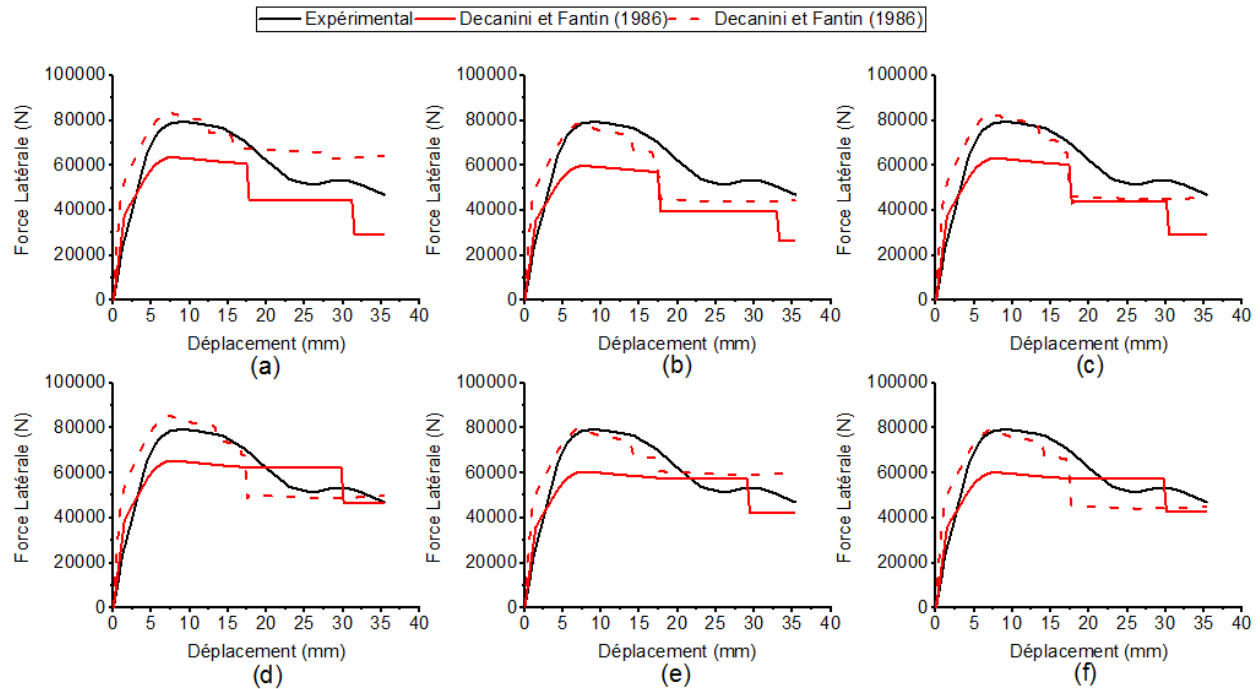 Expérimental Decanini et Fantin (1986) Decanini et Fantin (1986)
100000
80000
60000
40000
20000
0
Force Latérale (N)
0 5 10 15 20 25 30 35 40
Déplacement (mm)
(a)
100000
80000
60000
40000
20000
0
Force Latérale (N)
0 5 10 15 20 25 30 35 40
Déplacement (mm)
(b)
100000
80000
60000
40000
20000
0
Force Latérale (N)
0 5 10 15 20 25 30 35 40
Déplacement (mm)
(c)
100000
80000
60000
40000
20000
0
Force Latérale (N)
0 5 10 15 20 25 30 35 40
Déplacement (mm)
(d)
100000
80000
60000
40000
20000
0
Force Latérale (N)
0 5 10 15 20 25 30 35 40
Déplacement (mm)
(e)
100000
80000
60000
40000
20000
0
Force Latérale (N)
0 5 10 15 20 25 30 35 40
Déplacement (mm)
(f)